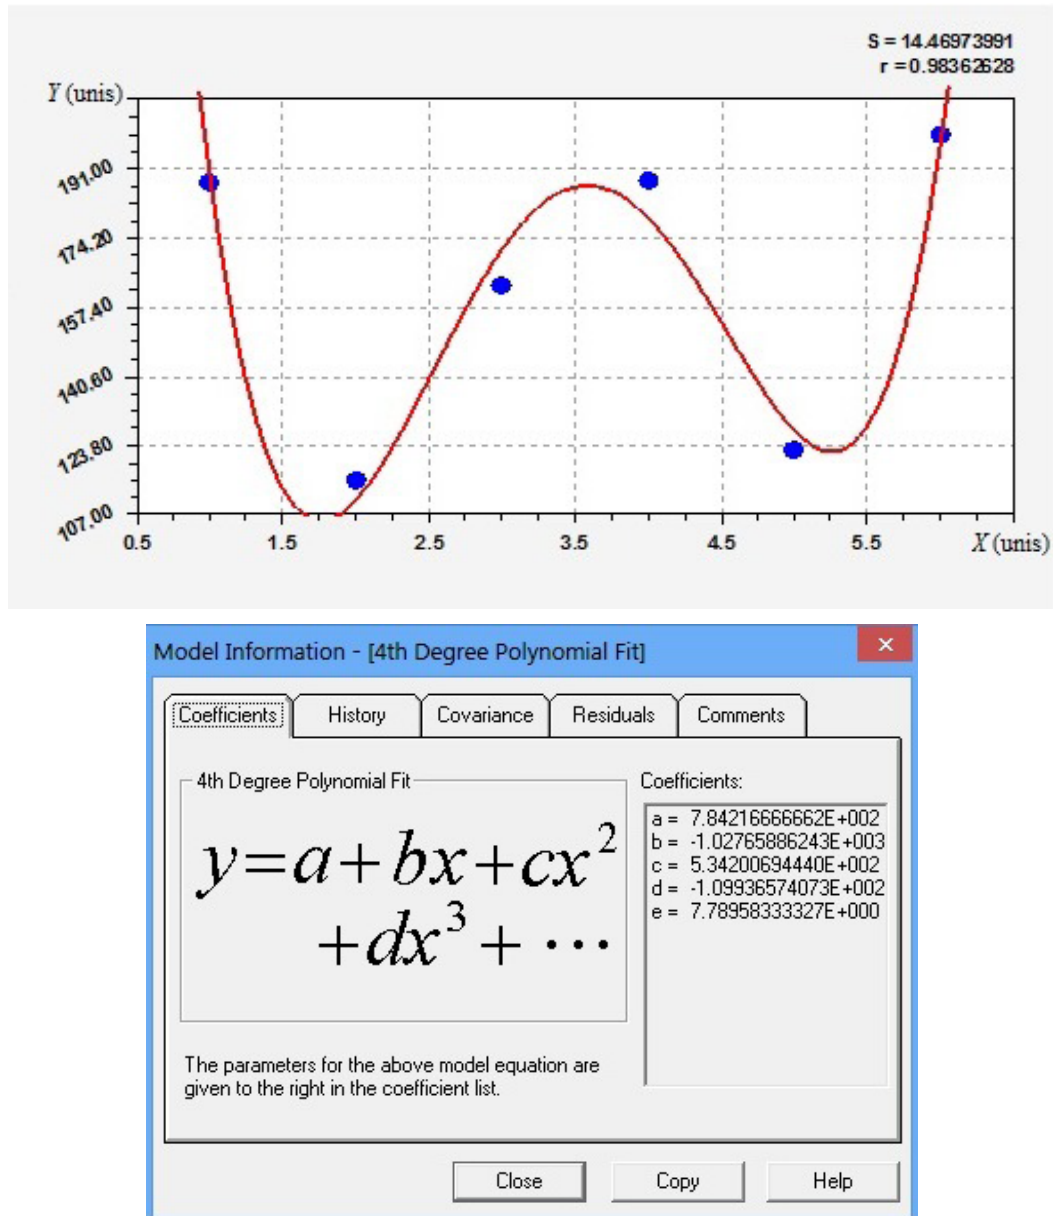 S = 14.46973991
r = 0.98362628
Y (unis)
191.00
174.20
157.40
140.60
123.80
107.00
0.5 1.5 2.5 3.5 4.5 5.5 X (unis)
Model Information - [4th Degree Polynomial Fit]
Coefficients History Covariance Residuals Comments
4th Degree Polynomial Fit
y=a+bx+cx²
+dx³+⋯
Coefficients:
a = 7.84216666662E+002
b = -1.02765886243E+003
c = 5.34200694440E+002
d = -1.09936574073E+002
e = 7.78958333327E+000
The parameters for the above model equation are
given to the right in the coefficient list.
Close Copy Help